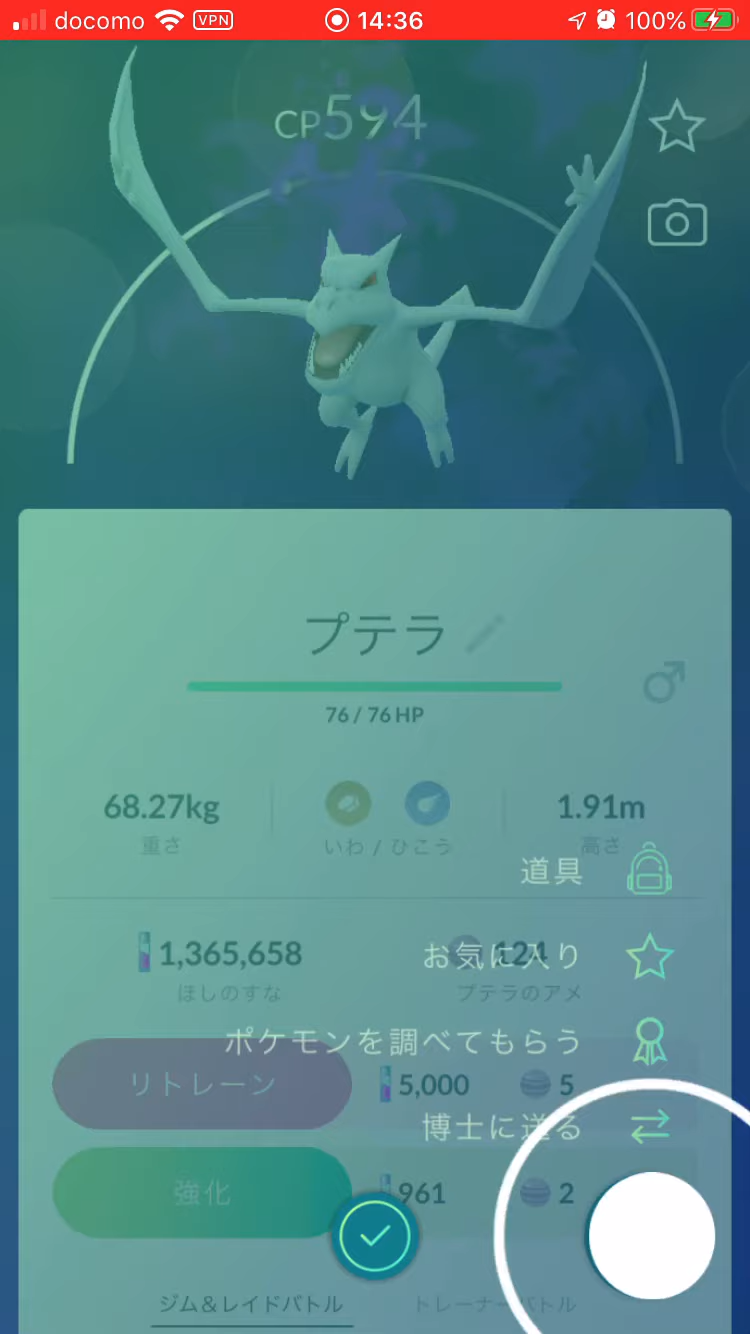 docomo VPN 14:36 100%
CP594
プテラ
76 / 76 HP
68.27kg 1.91m
重さ いわ / ひこう 高さ
道具
1,365,658 124
お気に入り
ほしのすな プテラのアメ
ポケモンを調べてもらう
リトレーン 5,000 5
博士に送る
強化 961 2
ジム&レイドバトル トレーナーバトル